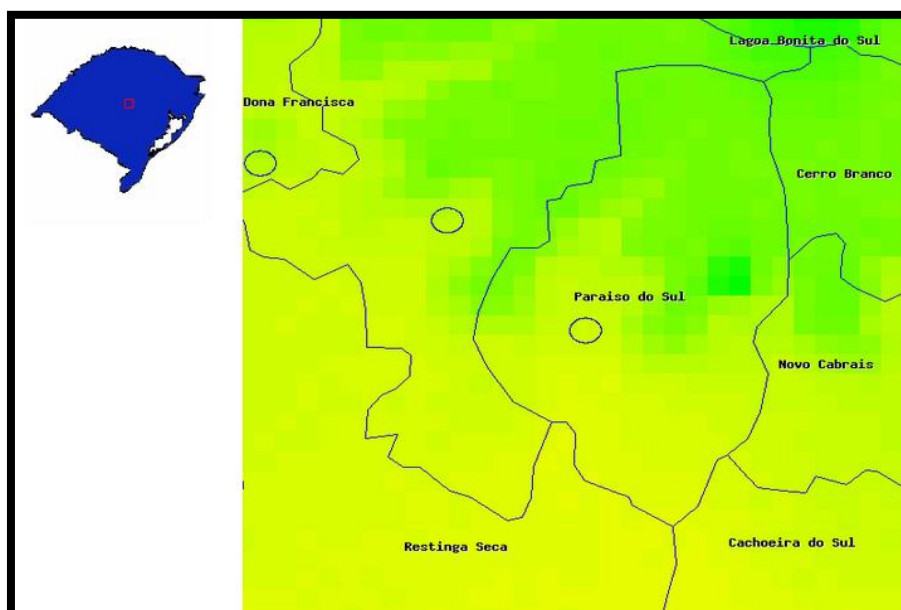 Lagoa Bonita do Sul
Dona Francisca
Cerro Branco
Paraiso do Sul
Novo Cabrais
Restinga Seca
Cachoeira do Sul